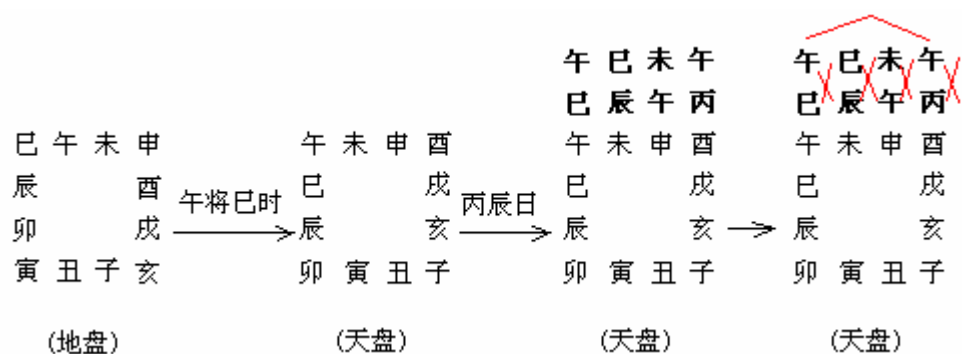 午 巳 未 午 午 巳 未 午
巳 辰 午 丙 巳 辰 午 丙
巳 午 未 申 午 未 申 酉 午 未 申 酉 午 未 申 酉
辰 酉 午将巳时 巳 戌 丙辰日 巳 戌 巳 戌
卯 戌 辰 亥 辰 亥 辰 亥
寅 丑 子 亥 卯 寅 丑 子 卯 寅 丑 子 卯 寅 丑 子
(地盘) (天盘) (天盘) (天盘)